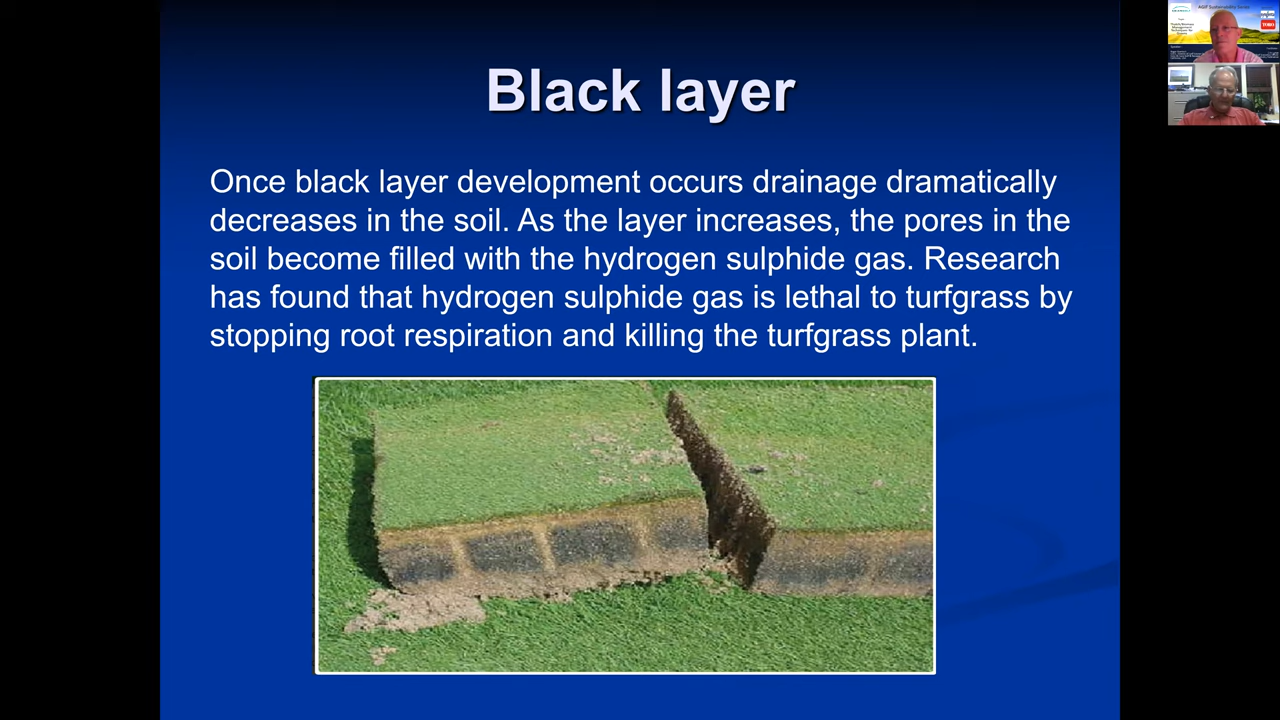 Black layer
Once black layer development occurs drainage dramatically
decreases in the soil. As the layer increases, the pores in the
soil become filled with the hydrogen sulphide gas. Research
has found that hydrogen sulphide gas is lethal to turfgrass by
stopping root respiration and killing the turfgrass plant.
TORO